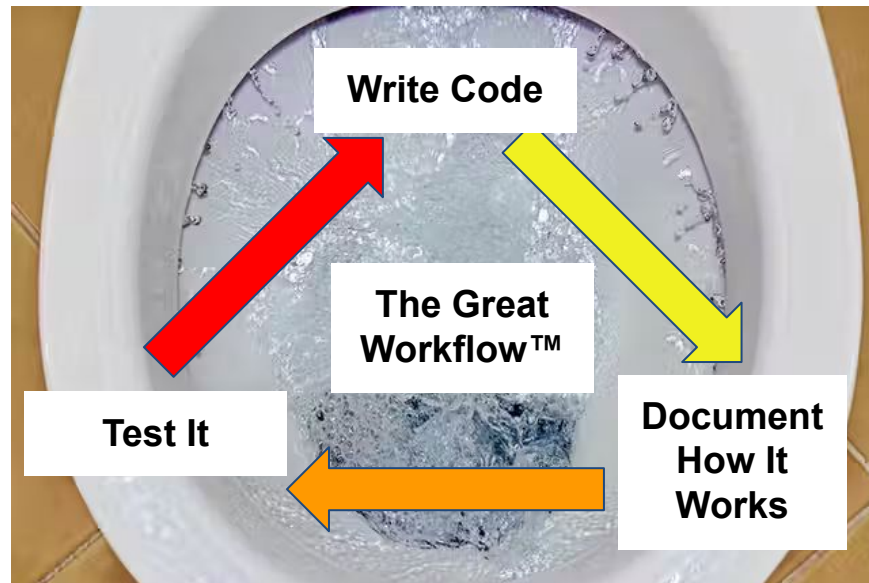 Write Code
The Great
Workflow™
Test It
Document
How It
Works